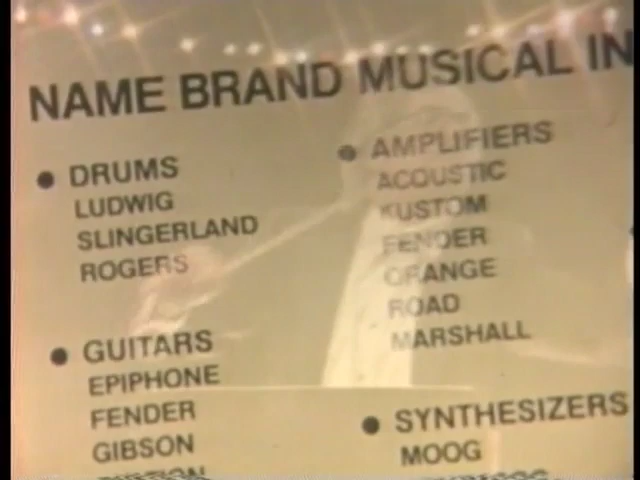 NAME BRAND MUSICAL IN
• DRUMS
LUDWIG
SLINGERLAND
ROGERS
• GUITARS
EPIPHONE
FENDER
GIBSON
• AMPLIFIERS
ACOUSTIC
KUSTOM
FENDER
ORANGE
ROAD
MARSHALL
• SYNTHESIZERS
MOOG